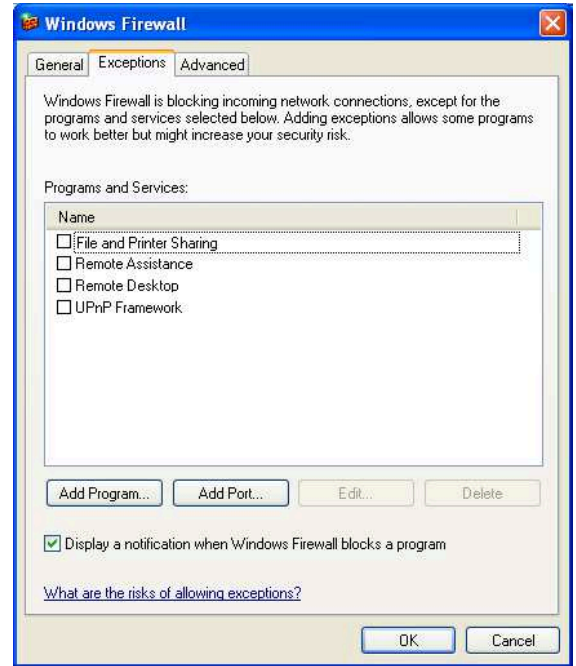 Windows Firewall
General Exceptions Advanced
Windows Firewall is blocking incoming network connections, except for the
programs and services selected below. Adding exceptions allows some programs
to work better but might increase your security risk.
Programs and Services:
Name
File and Printer Sharing
Remote Assistance
Remote Desktop
UPnP Framework
Add Program... Add Port... Edit... Delete
Display a notification when Windows Firewall blocks a program
What are the risks of allowing exceptions?
OK Cancel